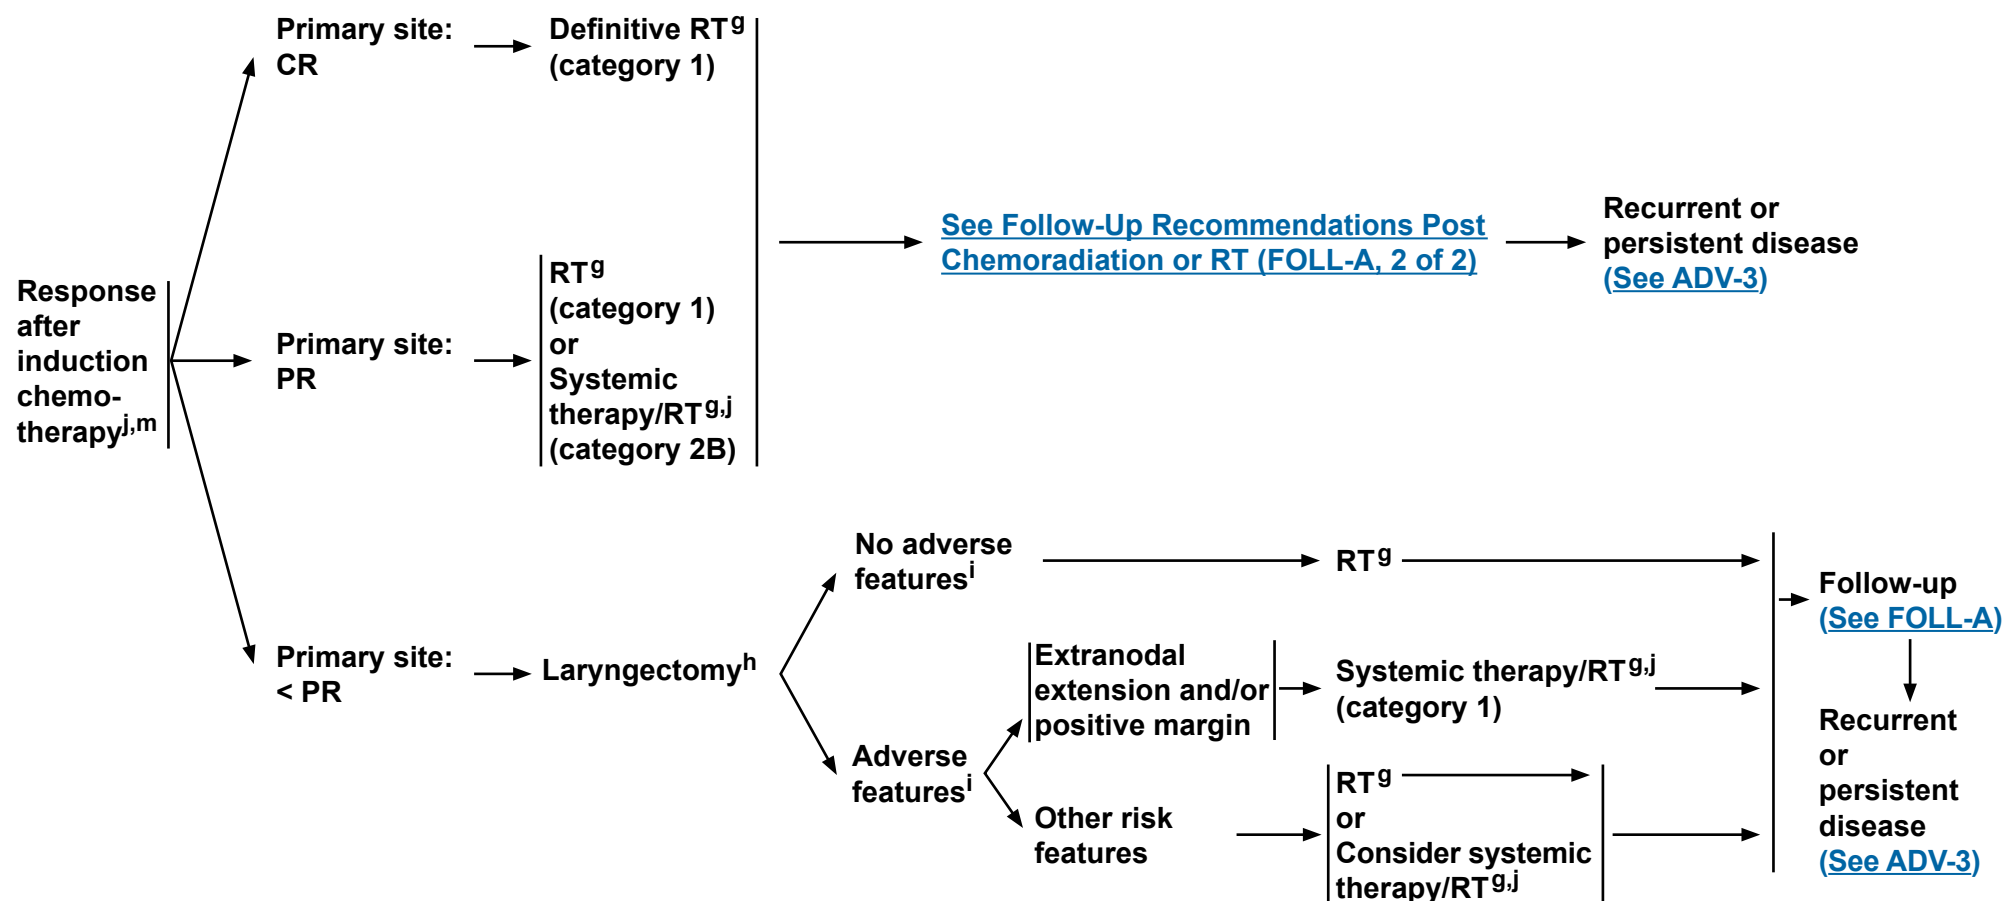 Response
after
induction
chemo-
therapyj,m
Primary site:
CR
Definitive RTg
(category 1)
Primary site:
PR
RTg
(category 1)
or
Systemic
therapy/RTg,j
(category 2B)
See Follow-Up Recommendations Post
Chemoradiation or RT (FOLL-A, 2 of 2)
Recurrent or
persistent disease
(See ADV-3)
Primary site:
< PR
Laryngectomyh
No adverse
featuresi
RTg
Adverse
featuresi
Extranodal
extension and/or
positive margin
Systemic therapy/RTg,j
(category 1)
Other risk
features
RTg
or
Consider systemic
therapy/RTg,j
Follow-up
(See FOLL-A)
Recurrent
or
persistent
disease
(See ADV-3)